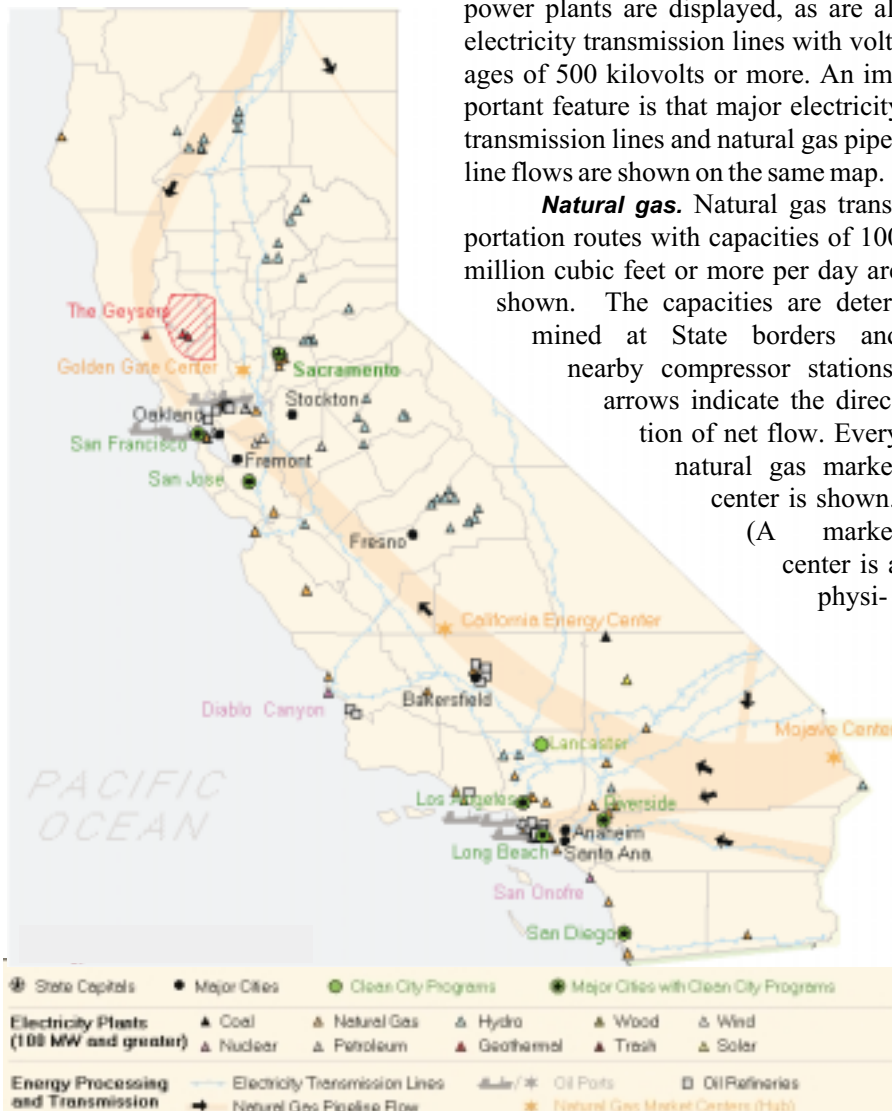 power plants are displayed, as are al
electricity transmission lines with volt
ages of 500 kilovolts or more. An im
portant feature is that major electricity
transmission lines and natural gas pipe
line flows are shown on the same map.
Natural gas. Natural gas trans
portation routes with capacities of 100
million cubic feet or more per day are
shown. The capacities are deter
mined at State borders and
nearby compressor stations
arrows indicate the direc
tion of net flow. Every
natural gas marke
center is shown.
(A marke
center is a
physi-
The Geysers
Golden Gate Center
Sacramento
Stockton
Oakland
San Francisco
Fremont
San Jose
Fresno
California Energy Center
Bakersfield
Diablo Canyon
Lancaster
Mojave Center
PACIFIC
OCEAN
Los Angeles
Riverside
Anaheim
Long Beach
Santa Ana
San Onofre
San Diego
State Capitals Major Cities Clean City Programs Major Cities with Clean City Programs
Electricity Plants
(100 MW and greater)
Coal Natural Gas Hydro Wood Wind
Nuclear Petroleum Geothermal Trash Solar
Energy Processing
and Transmission
Electricity Transmission Lines Oil Ports Oil Refineries
Natural Gas Pipeline Flow Natural Gas Market Centers (Hub)